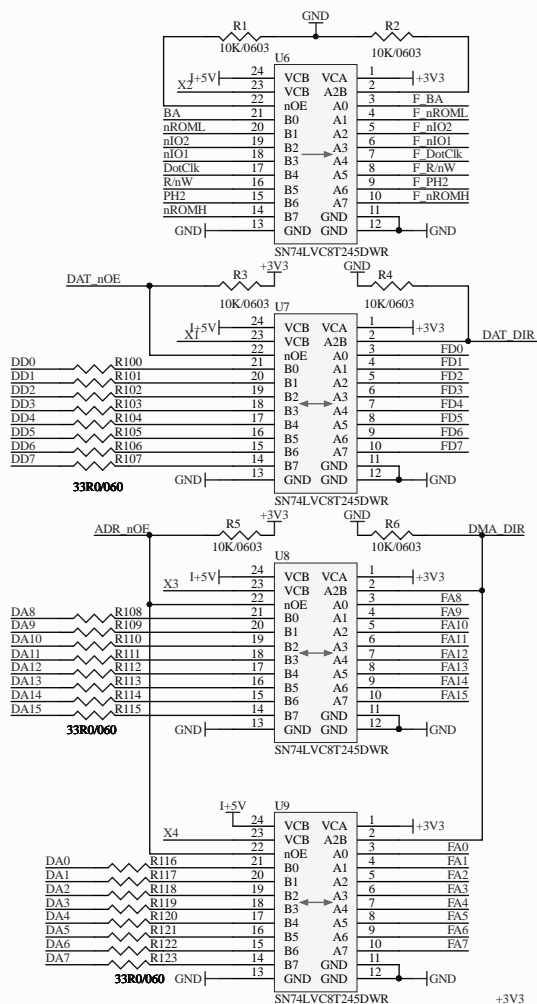 GND
R1 R2
10K/0603 10K/0603
U6
I+5V 24 VCB VCA 1 +3V3
X2 23 VCB A2B 2
22 nOE A0 3 F_BA
BA 21 B0 A1 4 F_nROML
nROML 20 B1 A2 5 F_nIO2
nIO2 19 B2 A3 6 F_nIO1
nIO1 18 B3 A4 7 F_DotClk
DotClk 17 B4 A5 8 F_R/nW
R/nW 16 B5 A6 9 F_PH2
PH2 15 B6 A7 10 F_nROMH
nROMH 14 B7 GND 11
GND 13 GND GND 12 GND
SN74LVC8T245DWR
+3V3 GND
DAT_nOE R3 R4
10K/0603 10K/0603
U7
I+5V 24 VCB VCA 1 +3V3
X1 23 VCB A2B 2 DAT_DIR
22 nOE A0 3 FD0
DD0 R100 21 B0 A1 4 FD1
DD1 R101 20 B1 A2 5 FD2
DD2 R102 19 B2 A3 6 FD3
DD3 R103 18 B3 A4 7 FD4
DD4 R104 17 B4 A5 8 FD5
DD5 R105 16 B5 A6 9 FD6
DD6 R106 15 B6 A7 10 FD7
DD7 R107 14 B7 GND 11
GND 13 GND GND 12 GND
33R0/060
SN74LVC8T245DWR
+3V3 GND
ADR_nOE R5 R6 DMA_DIR
10K/0603 10K/0603
U8
I+5V 24 VCB VCA 1 +3V3
X3 23 VCB A2B 2
22 nOE A0 3 FA8
DA8 R108 21 B0 A1 4 FA9
DA9 R109 20 B1 A2 5 FA10
DA10 R110 19 B2 A3 6 FA11
DA11 R111 18 B3 A4 7 FA12
DA12 R112 17 B4 A5 8 FA13
DA13 R113 16 B5 A6 9 FA14
DA14 R114 15 B6 A7 10 FA15
DA15 R115 14 B7 GND 11
33R0/060 GND 13 GND GND 12 GND
SN74LVC8T245DWR
I+5V U9
24 VCB VCA 1 +3V3
X4 23 VCB A2B 2
22 nOE A0 3 FA0
DA0 R116 21 B0 A1 4 FA1
DA1 R117 20 B1 A2 5 FA2
DA2 R118 19 B2 A3 6 FA3
DA3 R119 18 B3 A4 7 FA4
DA4 R120 17 B4 A5 8 FA5
DA5 R121 16 B5 A6 9 FA6
DA6 R122 15 B6 A7 10 FA7
DA7 R123 14 B7 GND 11
33R0/060 GND 13 GND GND 12 GND
SN74LVC8T245DWR +3V3